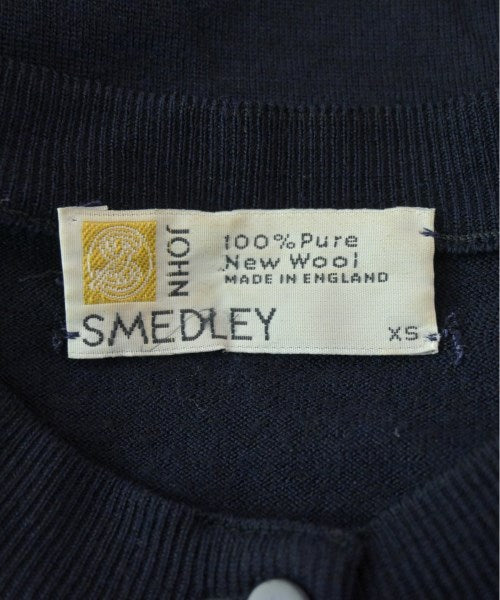 JOHN
SMEDLEY
100% Pure
New Wool
MADE IN ENGLAND
XS